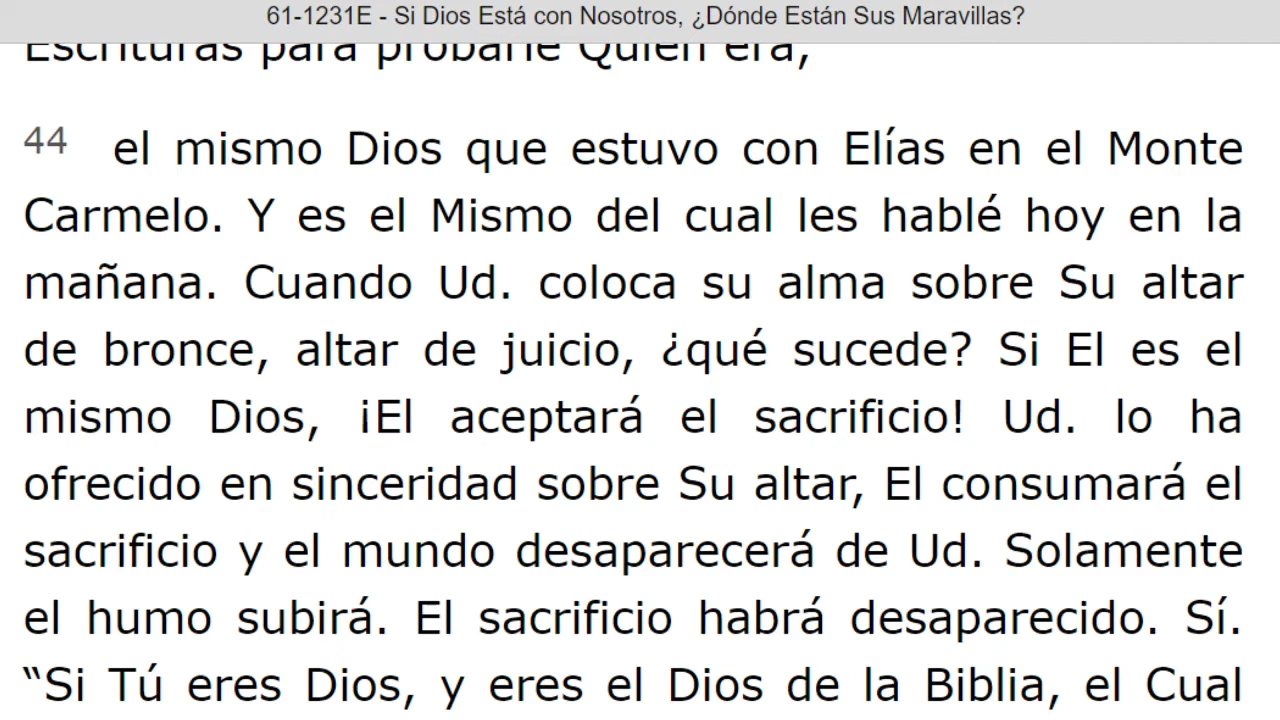 61-1231E - Si Dios Está con Nosotros, ¿Dónde Están Sus Maravillas?
Escrituras para probarle Quién era,
44 el mismo Dios que estuvo con Elías en el Monte
Carmelo. Y es el Mismo del cual les hablé hoy en la
mañana. Cuando Ud. coloca su alma sobre Su altar
de bronce, altar de juicio, ¿qué sucede? Si El es el
mismo Dios, ¡El aceptará el sacrificio! Ud. lo ha
ofrecido en sinceridad sobre Su altar, El consumará el
sacrificio y el mundo desaparecerá de Ud. Solamente
el humo subirá. El sacrificio habrá desaparecido. Sí.
“Si Tú eres Dios, y eres el Dios de la Biblia, el Cual